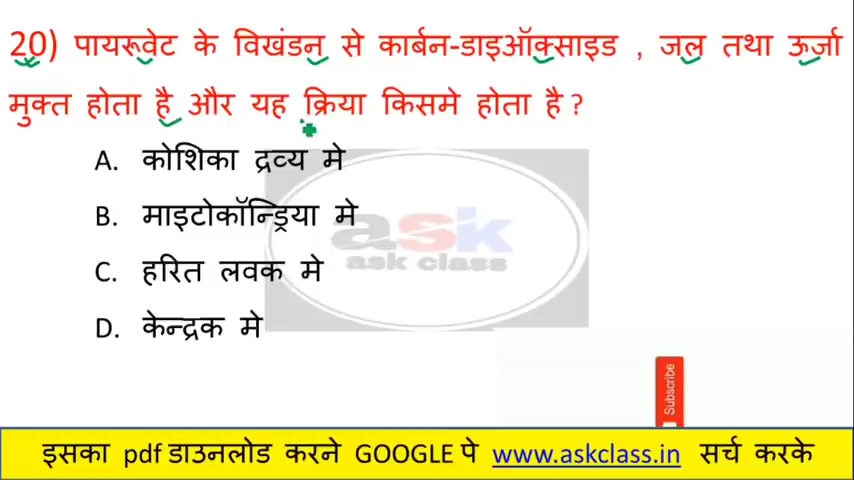 20) पायरूवेट के विखंडन से कार्बन-डाइऑक्साइड , जल तथा ऊर्जा
मुक्त होता है और यह क्रिया किसमे होता है ?
A. कोशिका द्रव्य मे
B. माइटोकॉन्ड्रिया मे
C. हरित लवक मे
D. केन्द्रक मे
ask
ask class
Subscribe
इसका pdf डाउनलोड करने GOOGLE पे www.askclass.in सर्च करके